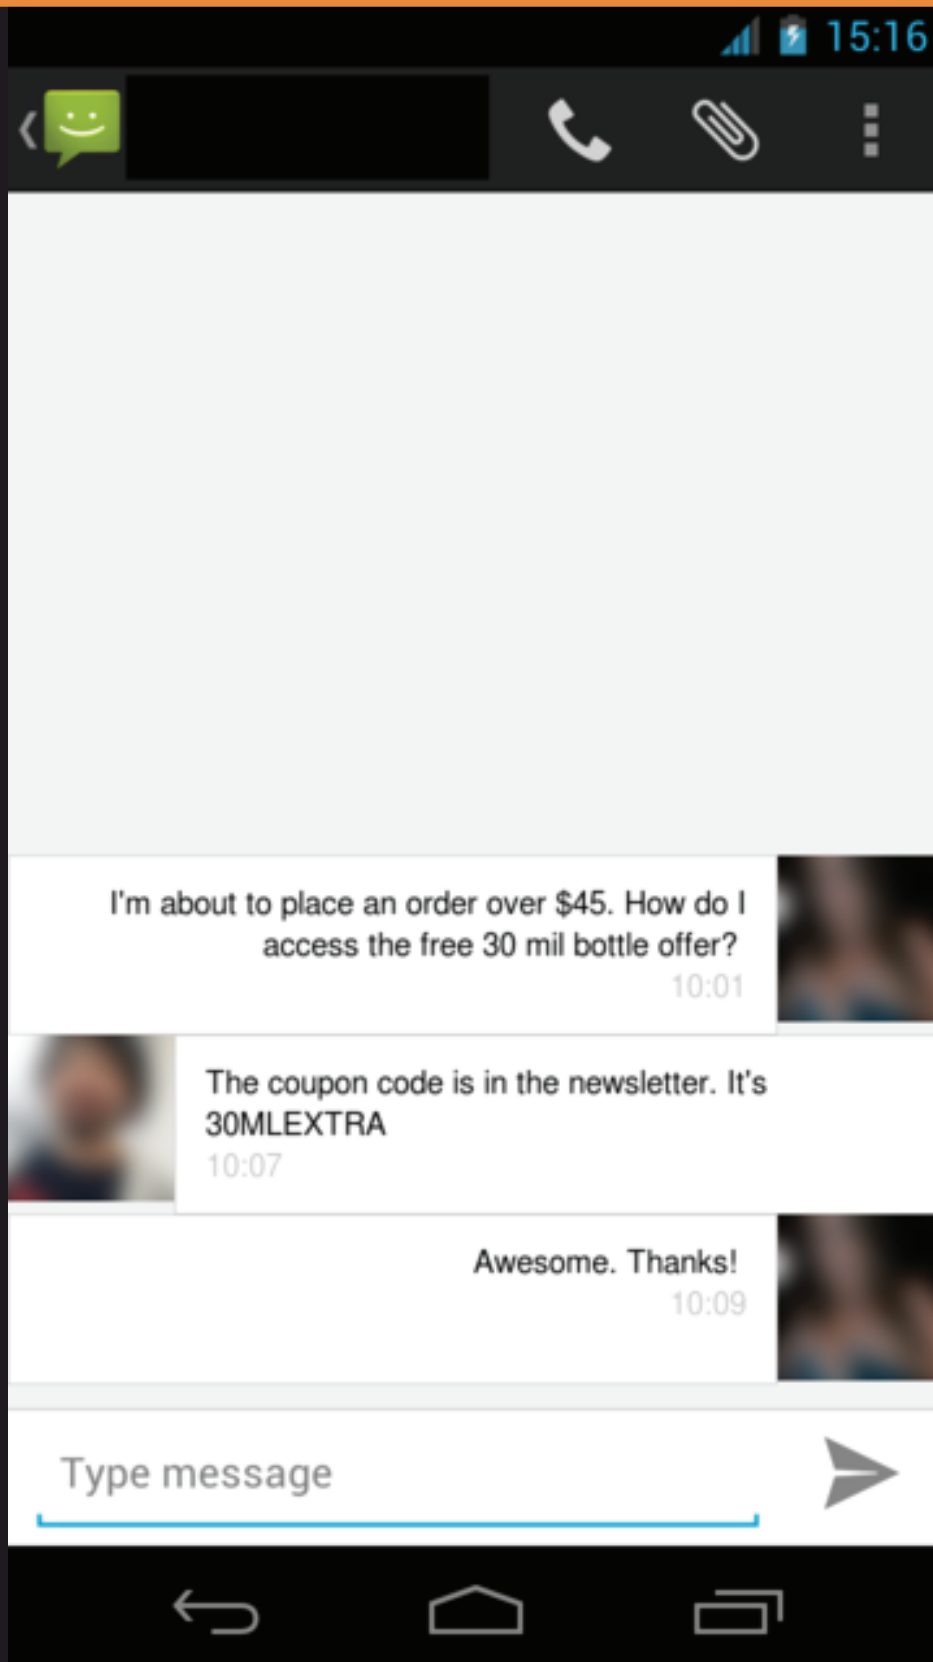 15:16
I'm about to place an order over $45. How do I
access the free 30 mil bottle offer?
10:01
The coupon code is in the newsletter. It's
30MLEXTRA
10:07
Awesome. Thanks!
10:09
Type message